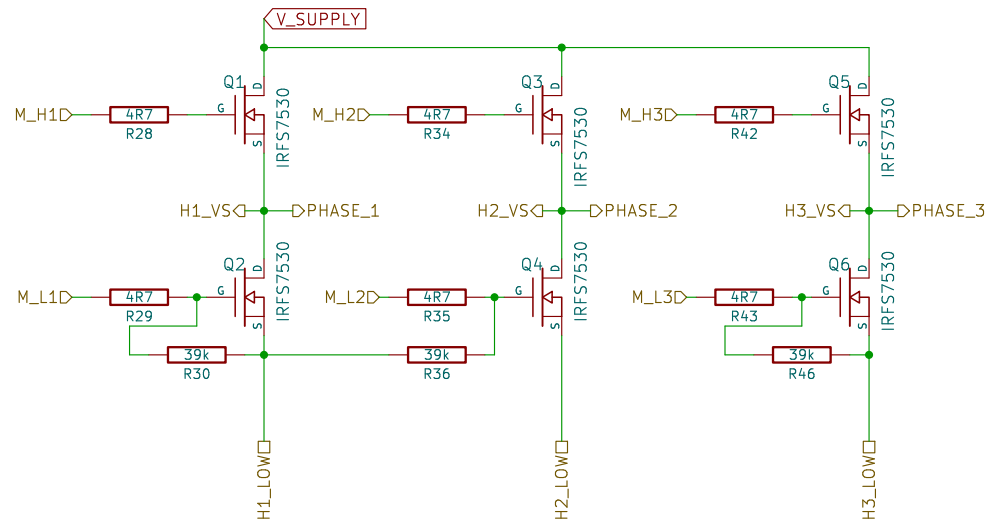 V_SUPPLY
Q1
D
Q3
D
Q5
D
M_H1
4R7
G
IRFS7530
M_H2
4R7
G
IRFS7530
M_H3
4R7
G
IRFS7530
R28
S
R34
S
R42
S
H1_VS
PHASE_1
H2_VS
PHASE_2
H3_VS
PHASE_3
Q2
D
Q4
D
Q6
D
M_L1
4R7
G
IRFS7530
M_L2
4R7
G
IRFS7530
M_L3
4R7
G
IRFS7530
R29
S
R35
S
R43
S
39k
39k
39k
R30
R36
R46
H1_LOW
H2_LOW
H3_LOW